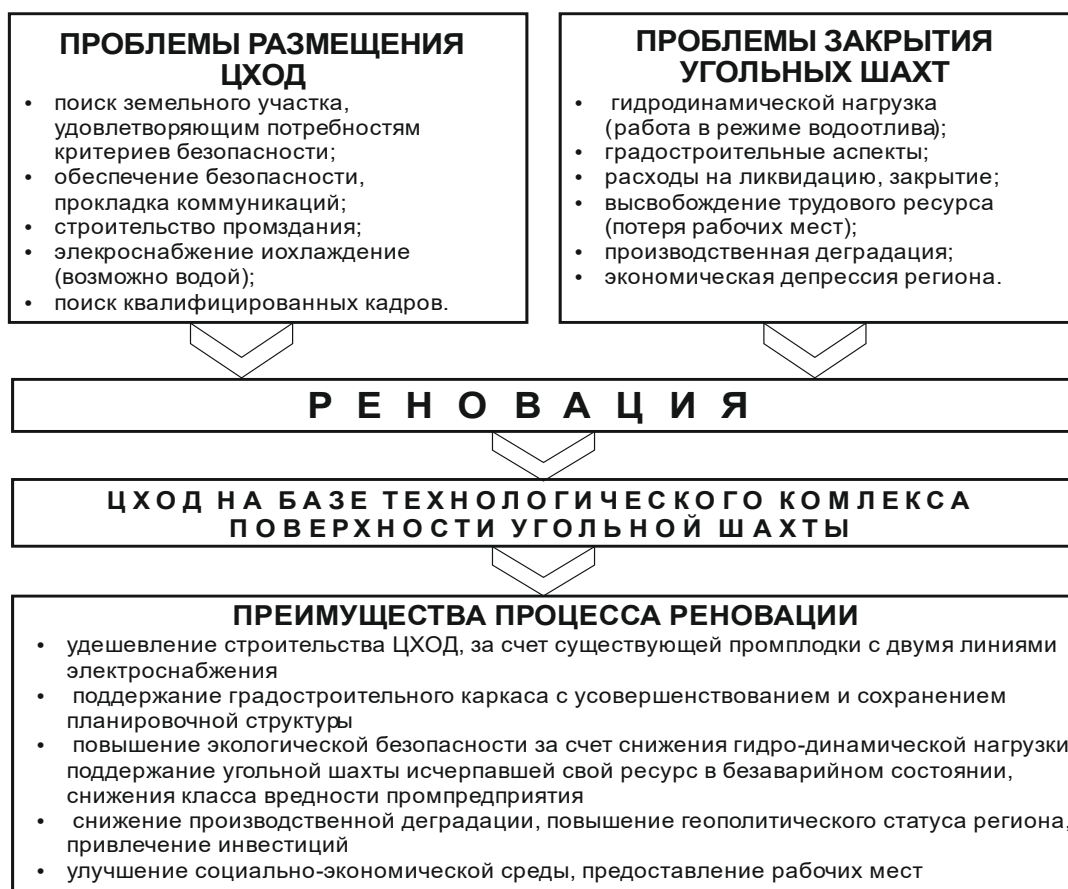 ПРОБЛЕМЫ РАЗМЕЩЕНИЯ
ЦХОД
• поиск земельного участка,
удовлетворяющим потребностям
критериев безопасности;
• обеспечение безопасности,
прокладка коммуникаций;
• строительство промздания;
• элекроснабжение иохлаждение
(возможно водой);
• поиск квалифицированных кадров.
ПРОБЛЕМЫ ЗАКРЫТИЯ
УГОЛЬНЫХ ШАХТ
• гидродинамической нагрузка
(работа в режиме водоотлива);
• градостроительные аспекты;
• расходы на ликвидацию, закрытие;
• высвобождение трудового ресурса
(потеря рабочих мест);
• производственная деградация;
• экономическая депрессия региона.
РЕНОВАЦИЯ
ЦХОД НА БАЗЕ ТЕХНОЛОГИЧЕСКОГО КОМЛЕКСА
ПОВЕРХНОСТИ УГОЛЬНОЙ ШАХТЫ
ПРЕИМУЩЕСТВА ПРОЦЕССА РЕНОВАЦИИ
• удешевление строительства ЦХОД, за счет существующей промплодки с двумя линиями
электроснабжения
• поддержание градостроительного каркаса с усовершенствованием и сохранением
планировочной структуры
• повышение экологической безопасности за счет снижения гидро-динамической нагрузки
поддержание угольной шахты исчерпавшей свой ресурс в безаварийном состоянии,
снижения класса вредности промпредприятия
• снижение производственной деградации, повышение геополитического статуса региона,
привлечение инвестиций
• улучшение социально-экономической среды, предоставление рабочих мест